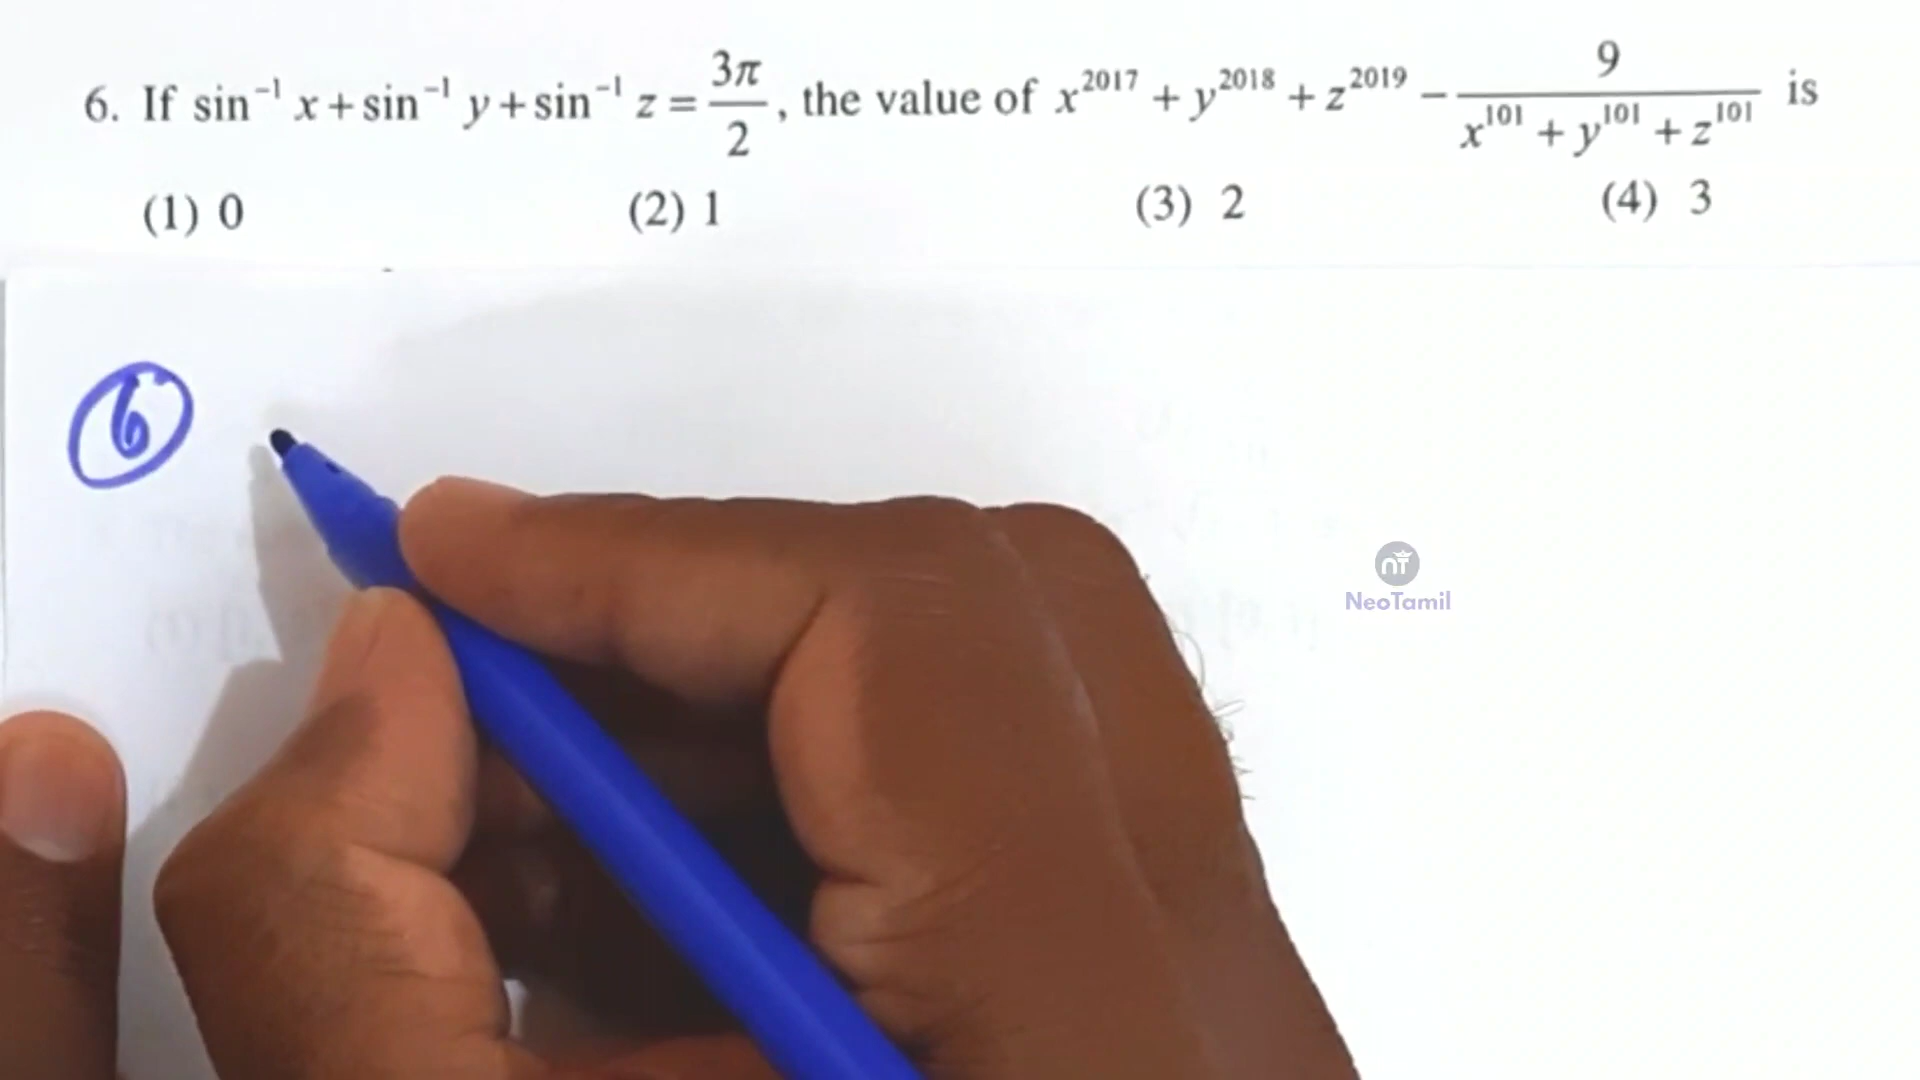 6. If sin⁻¹ x + sin⁻¹ y + sin⁻¹ z = 3π/2, the value of x²⁰¹⁷ + y²⁰¹⁸ + z²⁰¹⁹ − 9/(x¹⁰¹ + y¹⁰¹ + z¹⁰¹) is
(1) 0 (2) 1 (3) 2 (4) 3
6
nT
NeoTamil